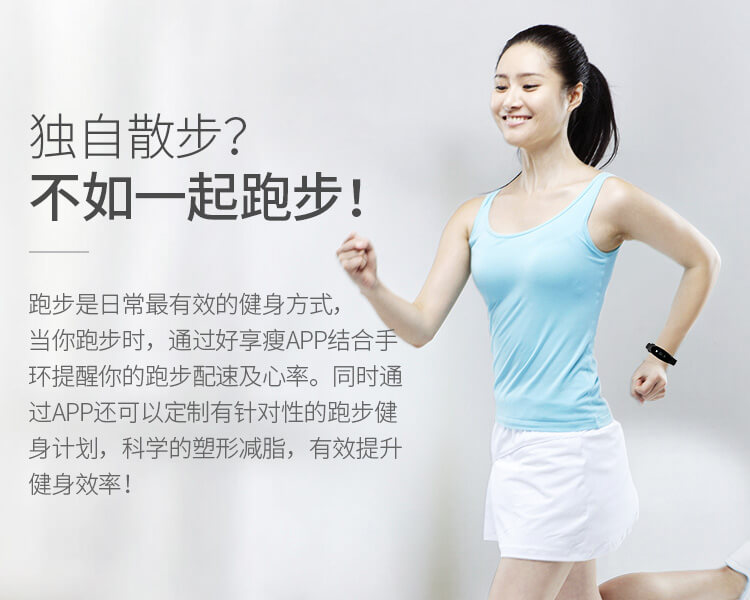 独自散步？
不如一起跑步！
跑步是日常最有效的健身方式，
当你跑步时，通过好享瘦APP结合手
环提醒你的跑步配速及心率。同时通
过APP还可以定制有针对性的跑步健
身计划，科学的塑形减脂，有效提升
健身效率！